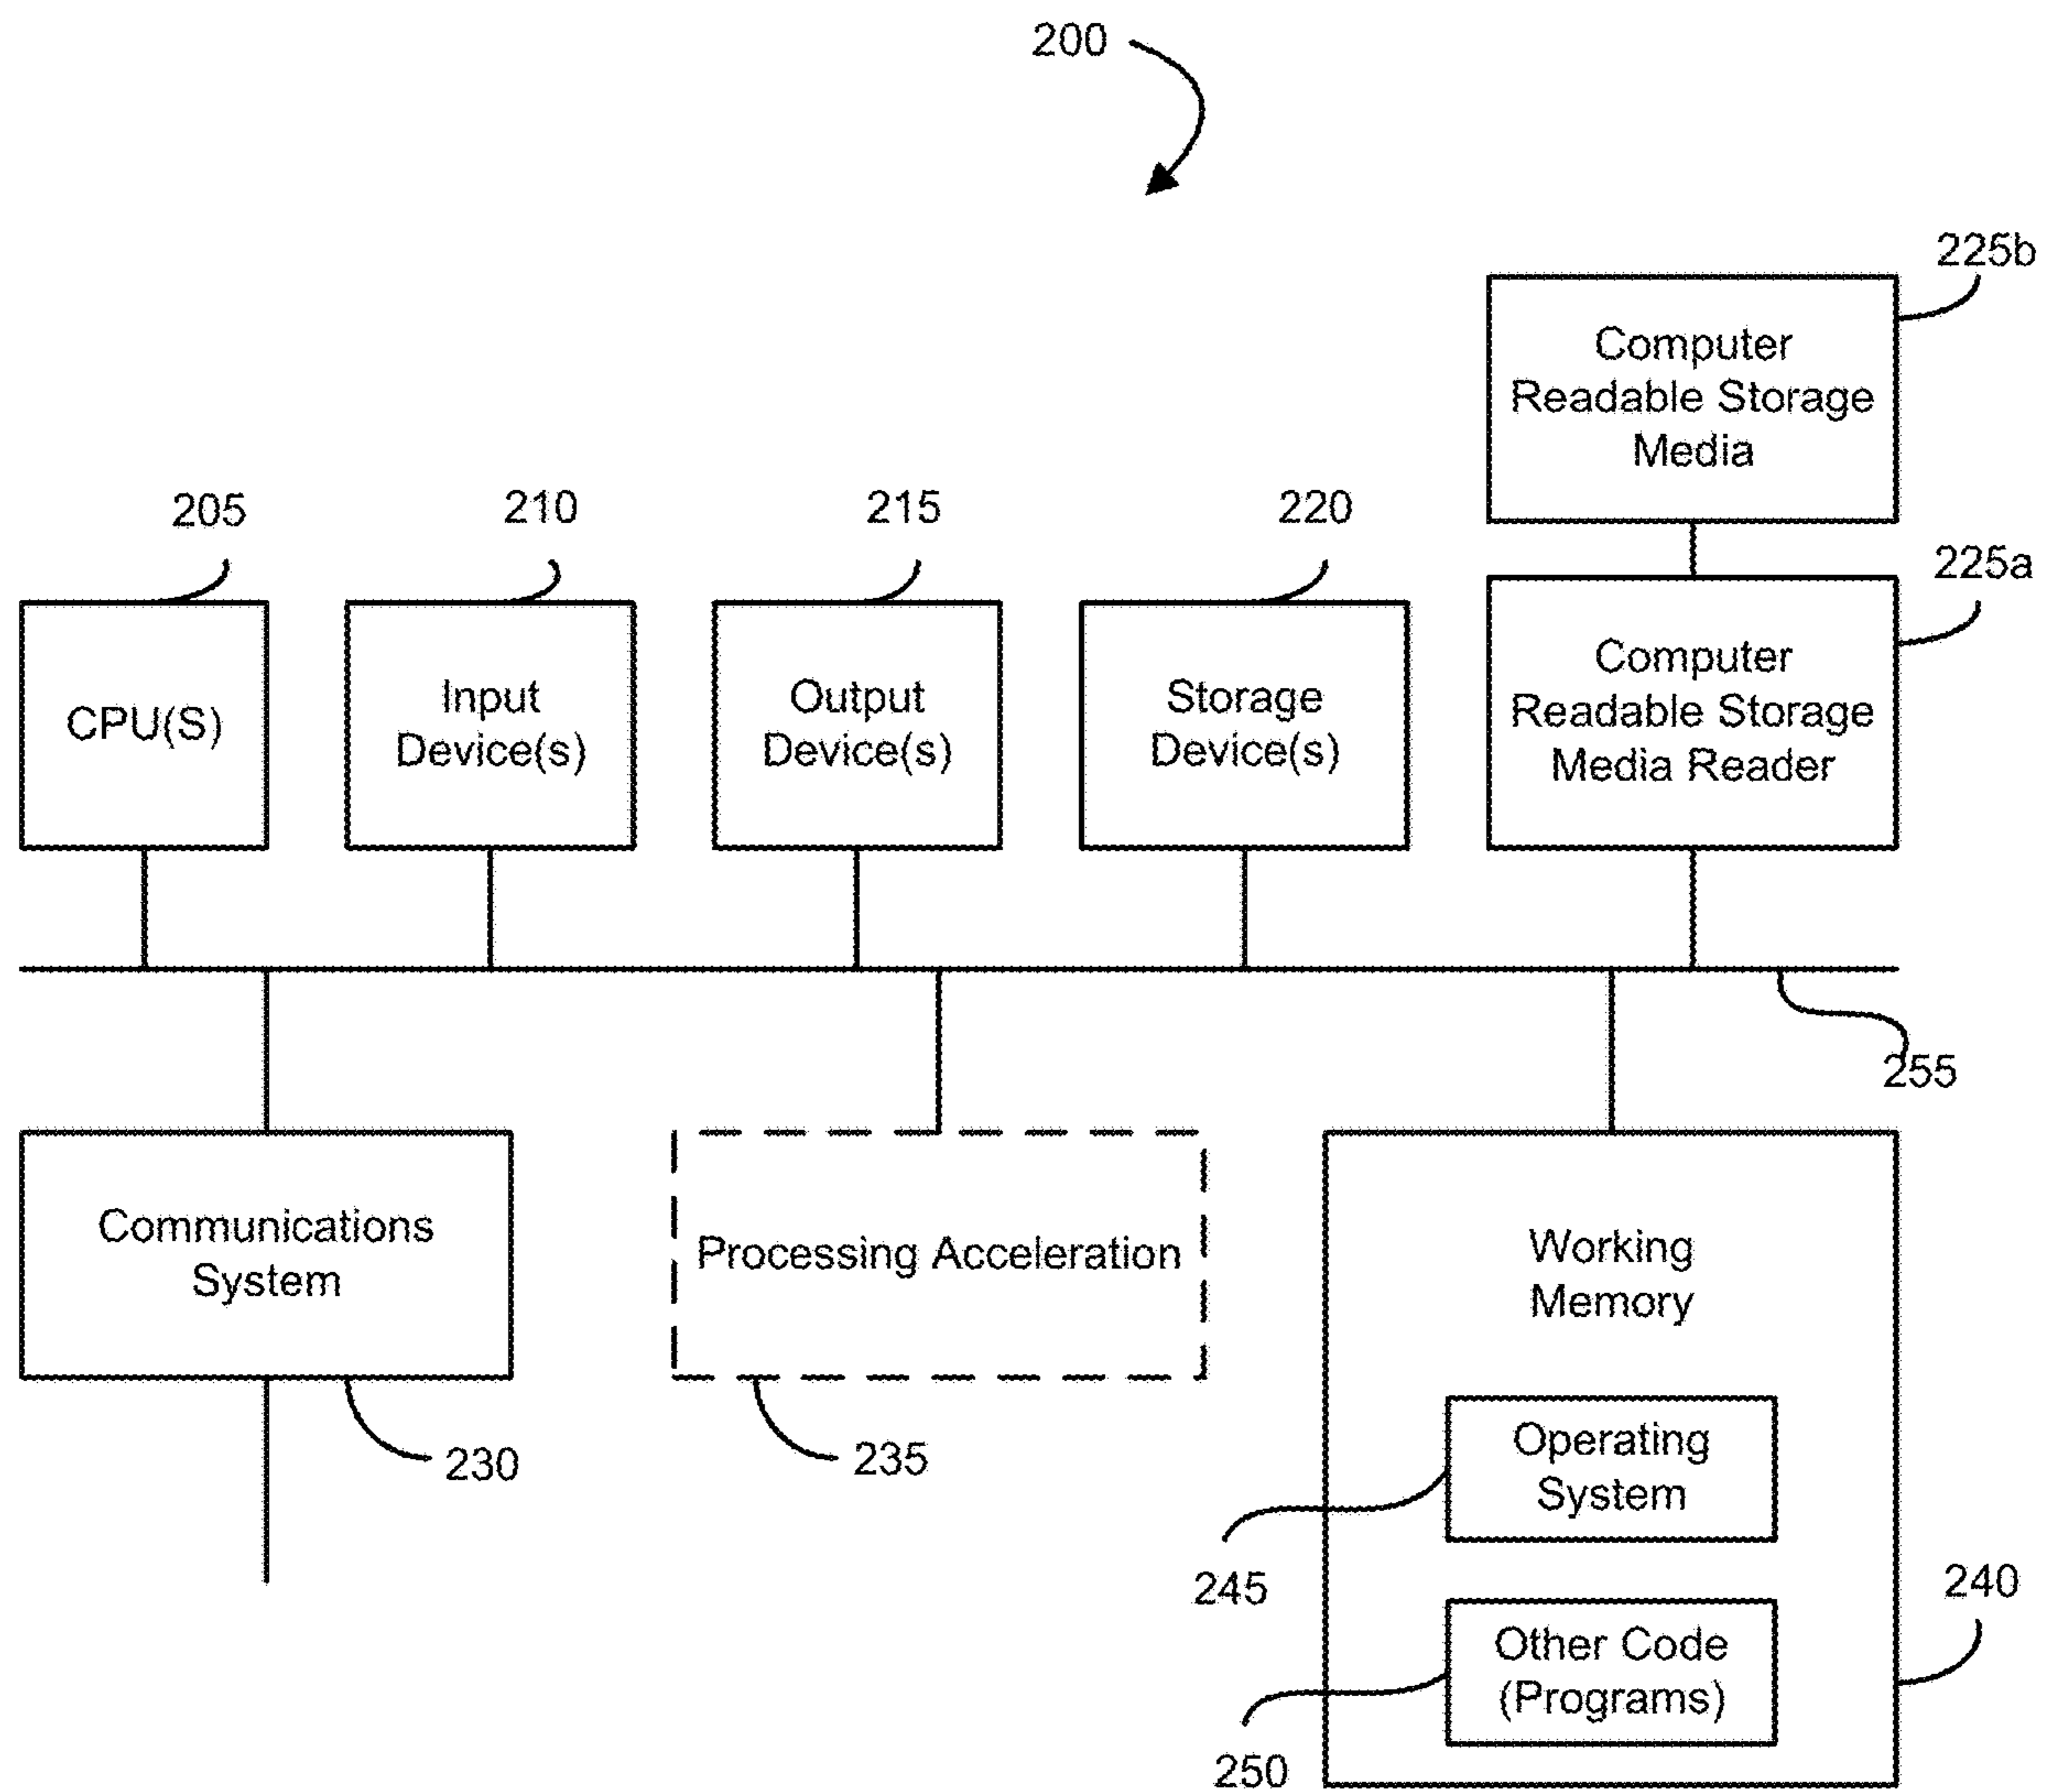 200
225b
Computer
Readable Storage
Media
205
210
215
220
225a
CPU(S)
Input
Device(s)
Output
Device(s)
Storage
Device(s)
Computer
Readable Storage
Media Reader
255
Communications
System
230
Processing Acceleration
235
Working
Memory
Operating
System
245
240
Other Code
(Programs)
250